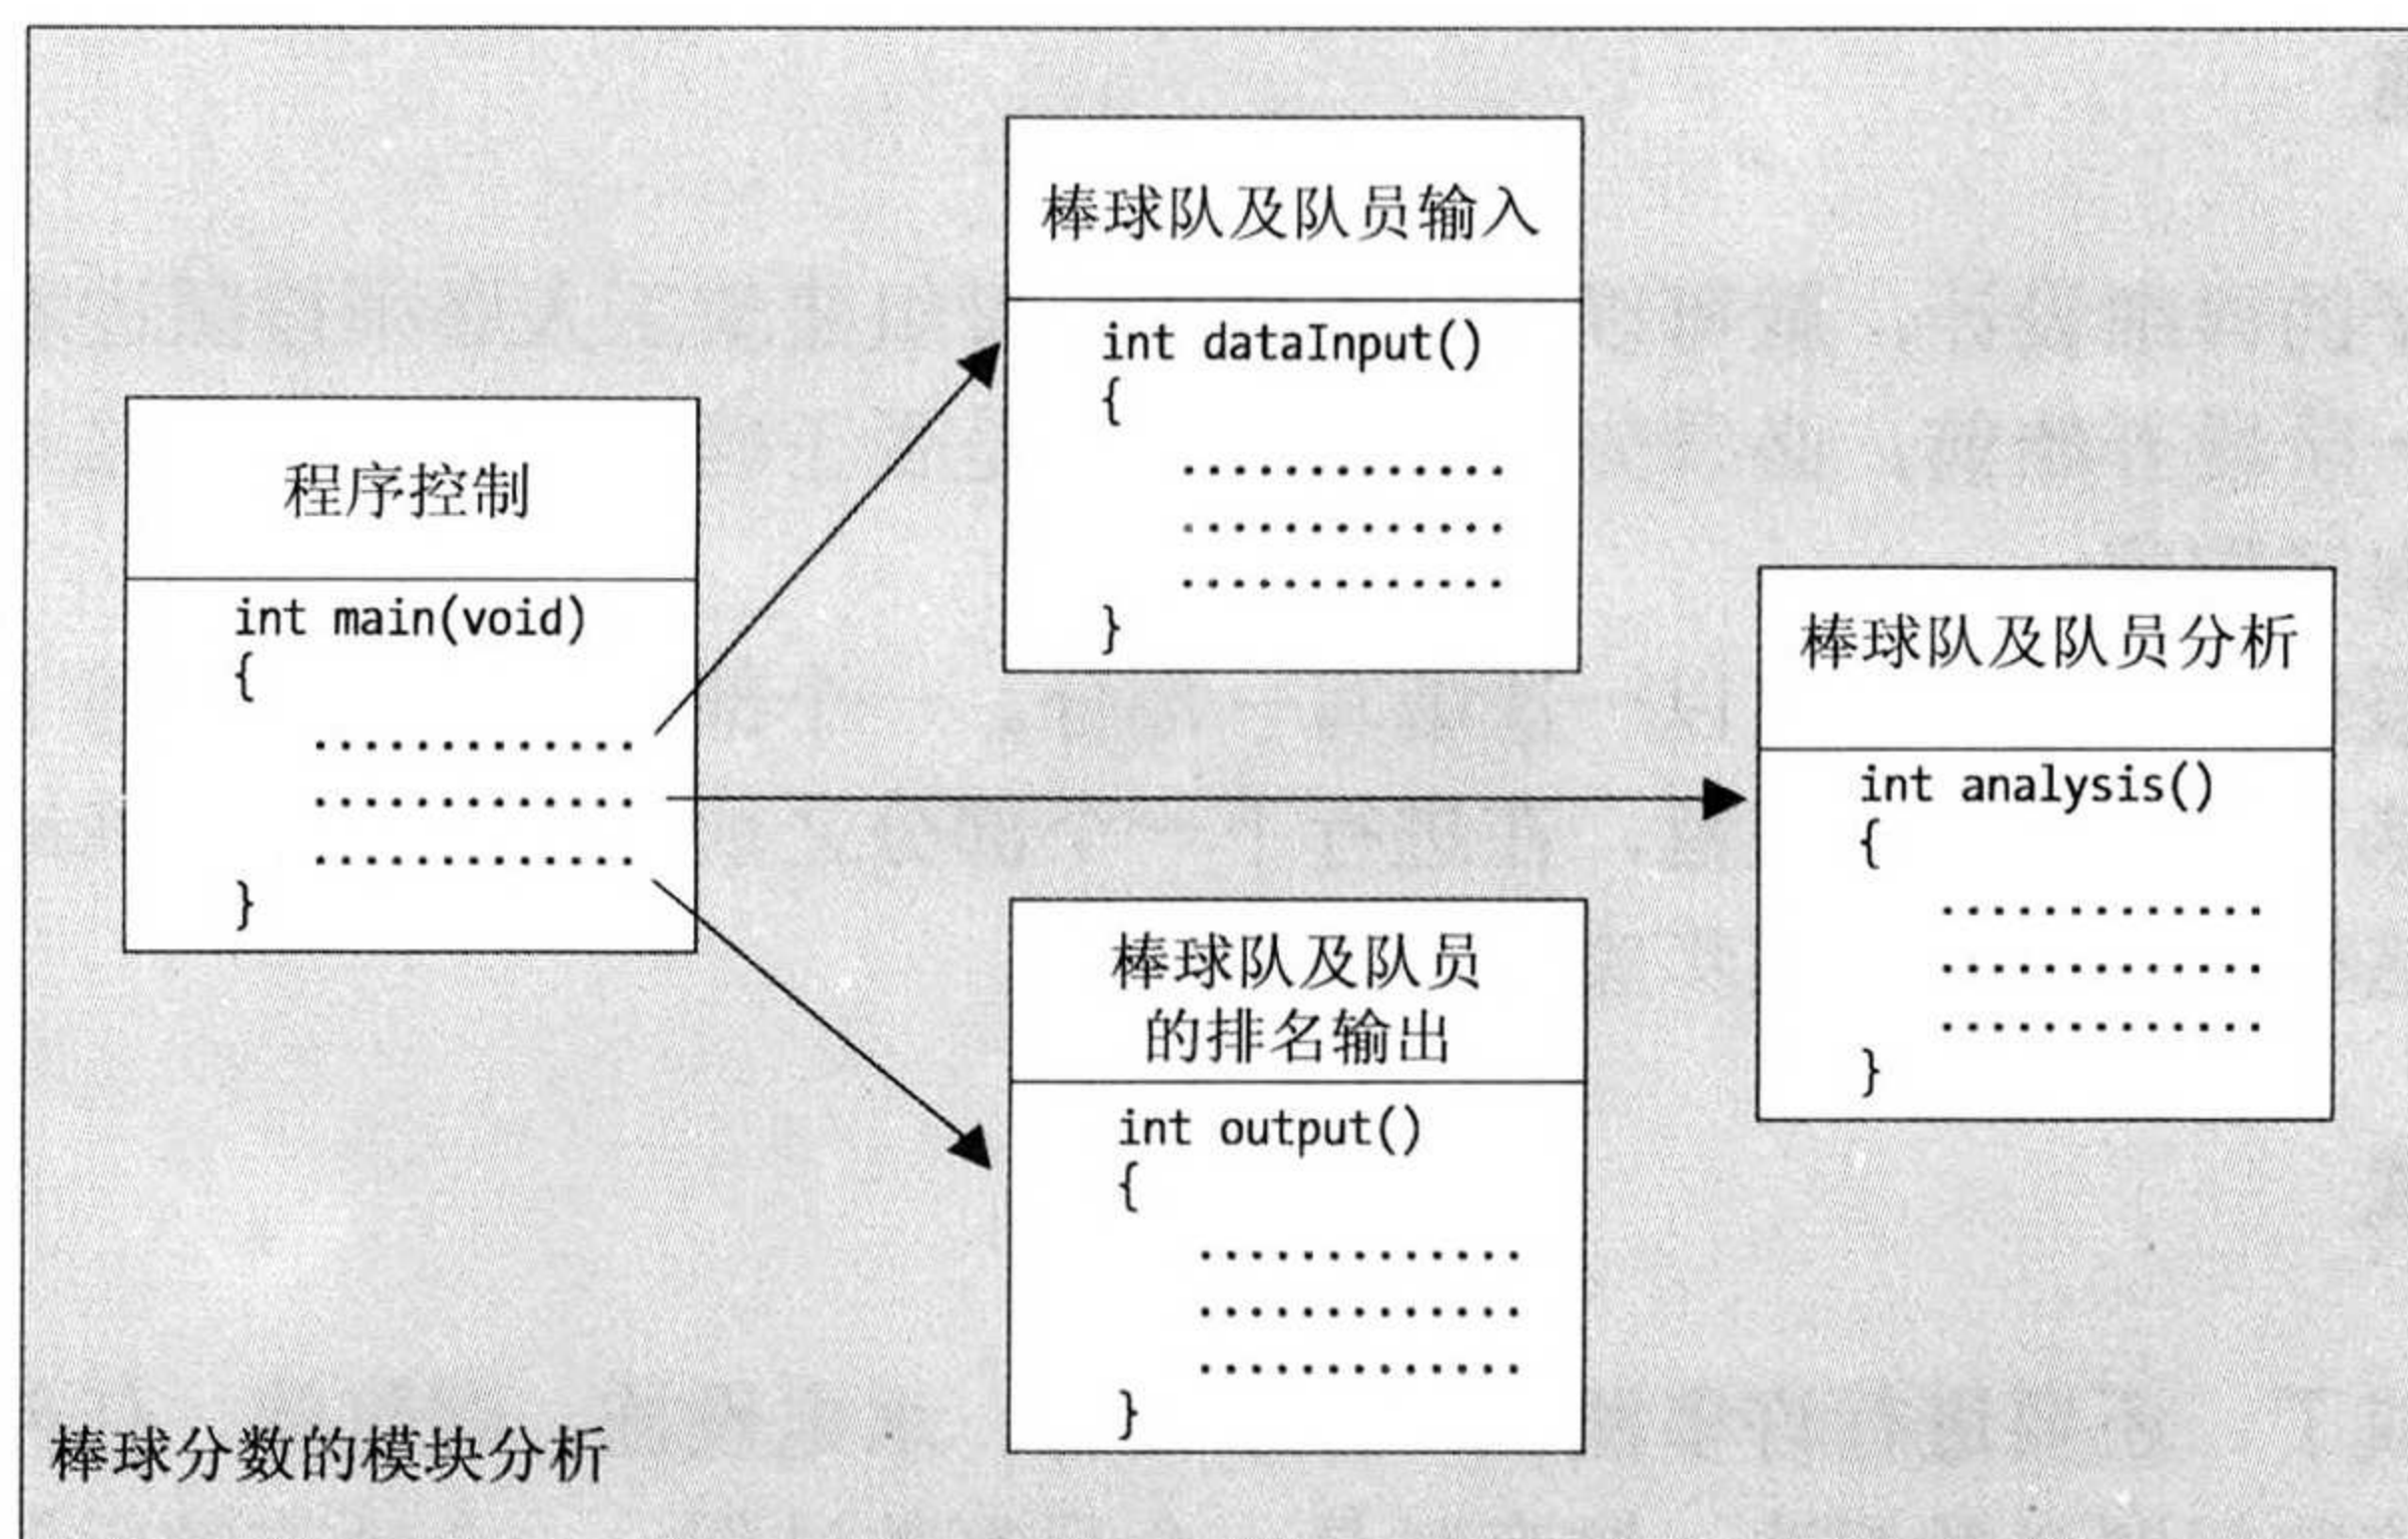 程序控制
int main(void)
{
.............
.............
.............
}
棒球队及队员输入
int dataInput()
{
.............
.............
.............
}
棒球队及队员分析
int analysis()
{
.............
.............
.............
}
棒球队及队员
的排名输出
int output()
{
.............
.............
.............
}
棒球分数的模块分析